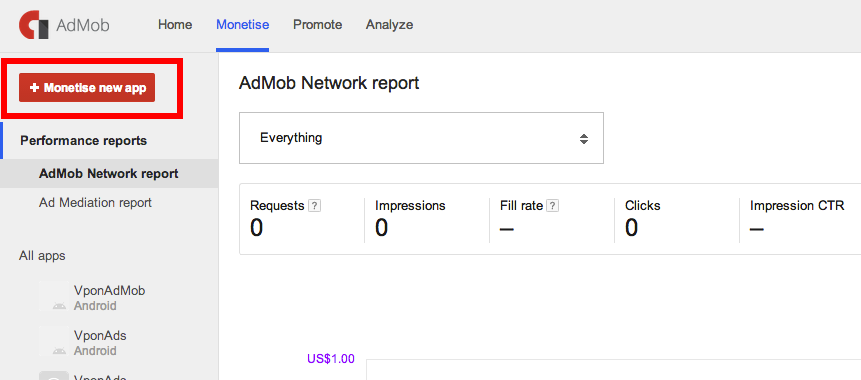 AdMob
Home Monetise Promote Analyze
+ Monetise new app
Performance reports
AdMob Network report
Ad Mediation report
All apps
VponAdMob
Android
VponAds
Android
VponAds
AdMob Network report
Everything
Requests ? Impressions Fill rate ? Clicks Impression CTR
0 0 – 0 –
US$1.00